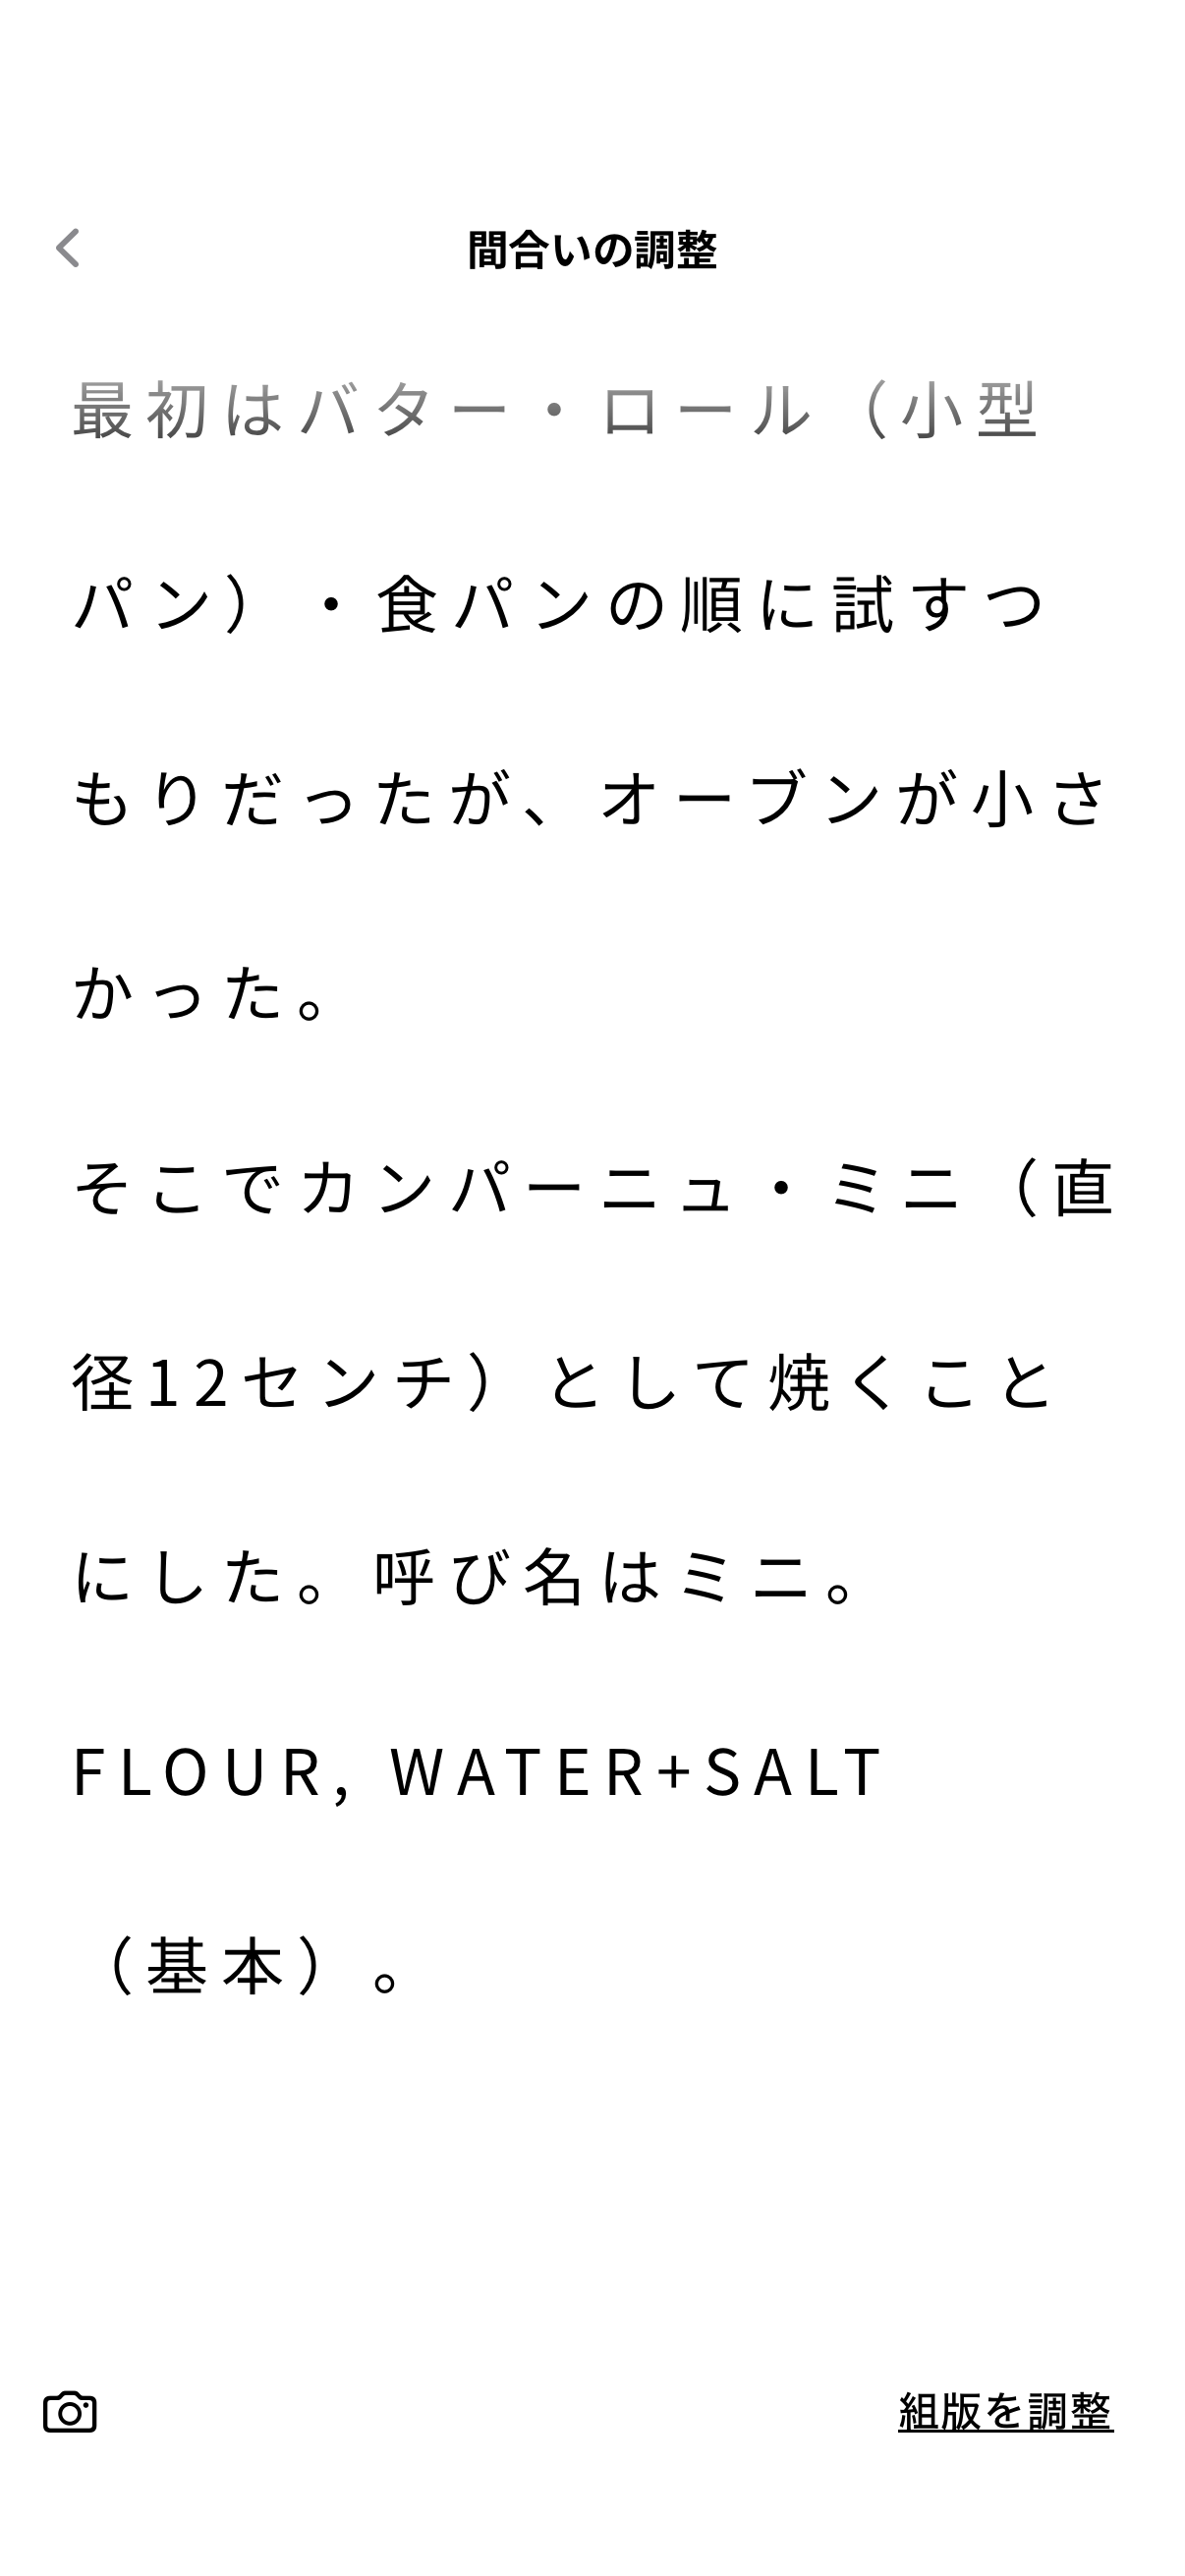 間合いの調整
最初はバター・ロール（小型
パン）・食パンの順に試すつ
もりだったが、オーブンが小さ
かった。
そこでカンパーニュ・ミニ（直
径12センチ）として焼くこと
にした。呼び名はミニ。
FLOUR, WATER+SALT
（基本）。
組版を調整